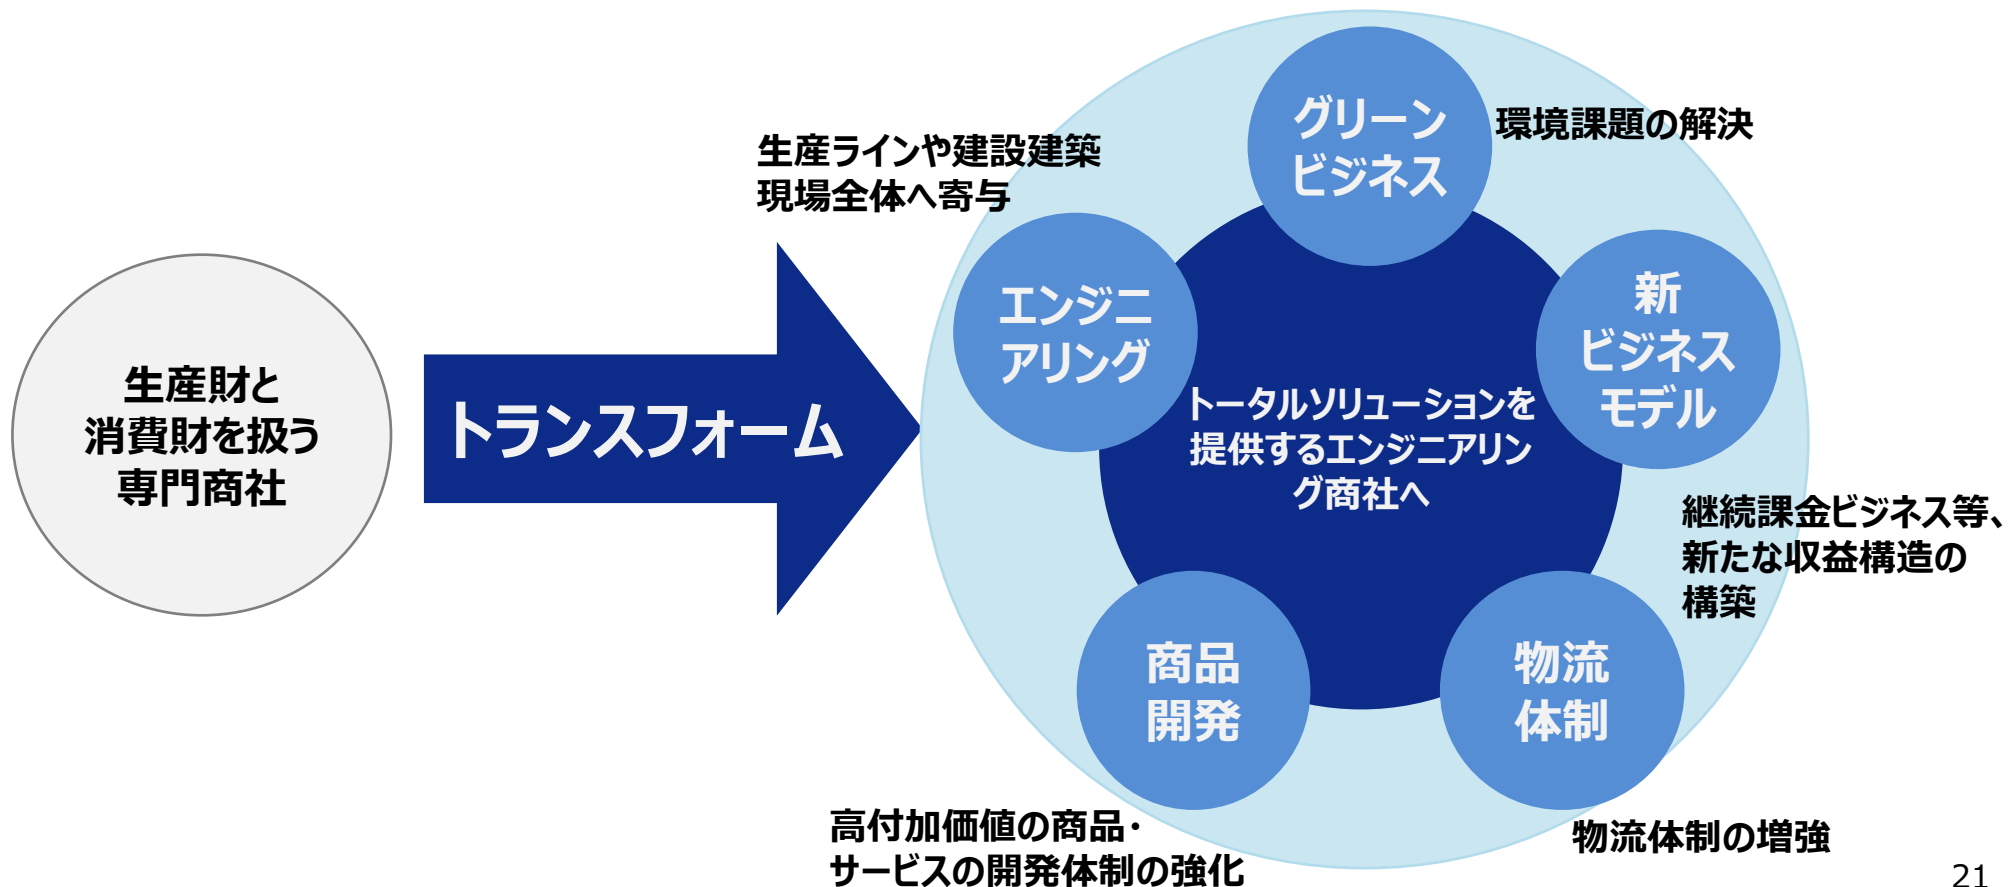 生産財と
消費財を扱う
専門商社
トランスフォーム
生産ラインや建設建築
現場全体へ寄与
エンジニ
アリング
グリーン
ビジネス
環境課題の解決
新
ビジネス
モデル
継続課金ビジネス等、
新たな収益構造の
構築
トータルソリューションを
提供するエンジニアリン
グ商社へ
商品
開発
高付加価値の商品・
サービスの開発体制の強化
物流
体制
物流体制の増強
21